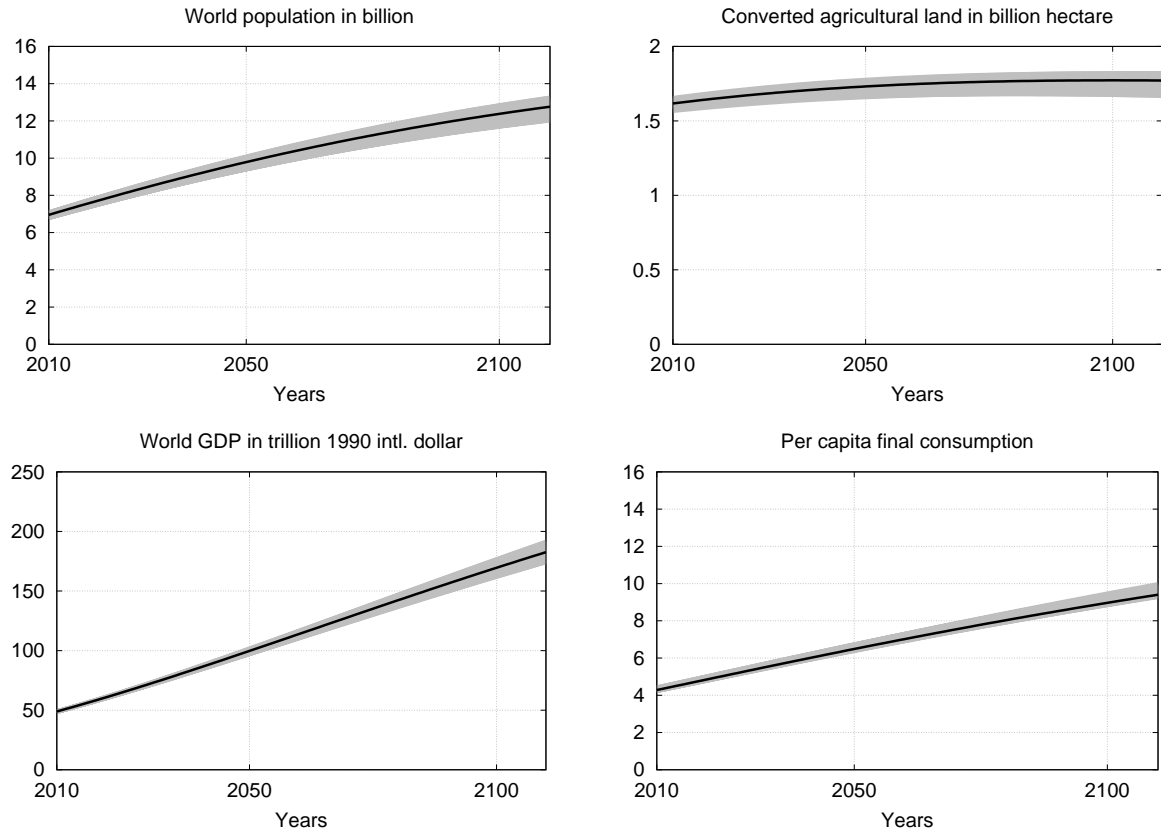 World population in billion
16
14
12
10
8
6
4
2
0
2010 2050 2100
Years
Converted agricultural land in billion hectare
2
1.5
1
0.5
0
2010 2050 2100
Years
World GDP in trillion 1990 intl. dollar
250
200
150
100
50
0
2010 2050 2100
Years
Per capita final consumption
16
14
12
10
8
6
4
2
0
2010 2050 2100
Years